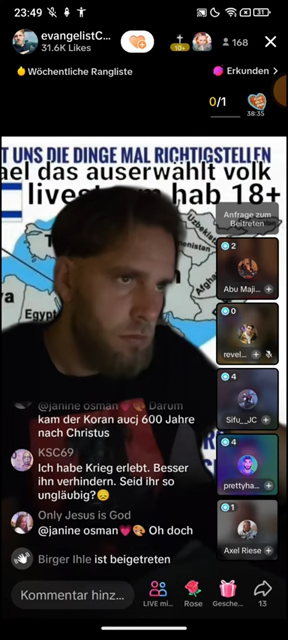 23:49
31
evangelistC...
31.6K Likes
10+
168
Wöchentliche Rangliste
Erkunden >
0/1
38:35
T UNS DIE DINGE MAL RICHTIGSTELLEN
ael das auserwählt volk
hab 18+
Anfrage zum
Beitreten
Uzbekistan
Egypt
2
Abu Maji...
0
revel...
4
Sifu_JC
4
prettyha...
1
Axel Riese
@janine osman Darum
kam der Koran aucj 600 Jahre
nach Christus
KSC69
Ich habe Krieg erlebt. Besser
ihn verhindern. Seid ihr so
ungläubig?
Only Jesus is God
@janine osman Oh doch
Birger Ihle ist beigetreten
Kommentar hinz...
LIVE mi...
Rose
Gesche...
13